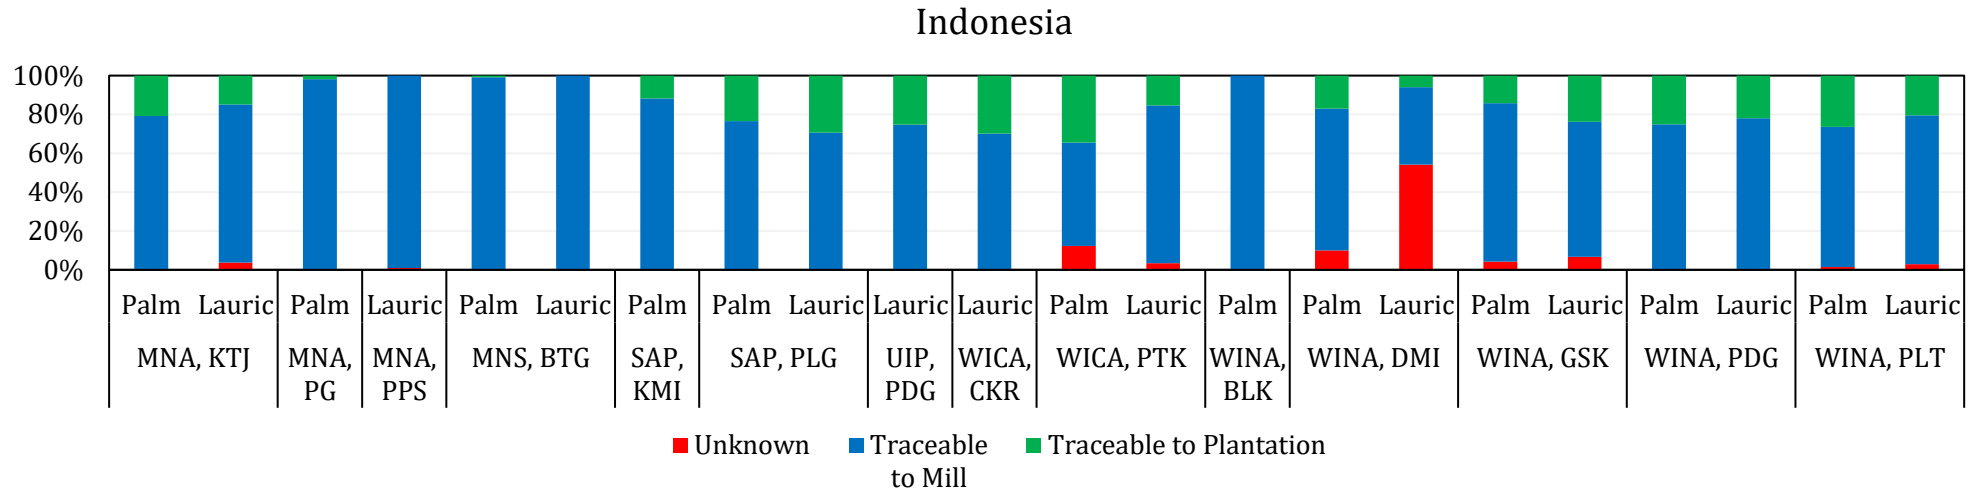 Indonesia
100%
80%
60%
40%
20%
0%
Palm Lauric Palm Lauric Palm Lauric Palm Palm Lauric Lauric Lauric Palm Lauric Palm Palm Lauric Palm Lauric Palm Lauric Palm Lauric
MNA, KTJ MNA, MNA, MNS, BTG SAP, SAP, PLG UIP, WICA, WICA, PTK WINA, WINA, DMI WINA, GSK WINA, PDG WINA, PLT
PG PPS KMI PDG CKR BLK
Unknown Traceable Traceable to Plantation
to Mill